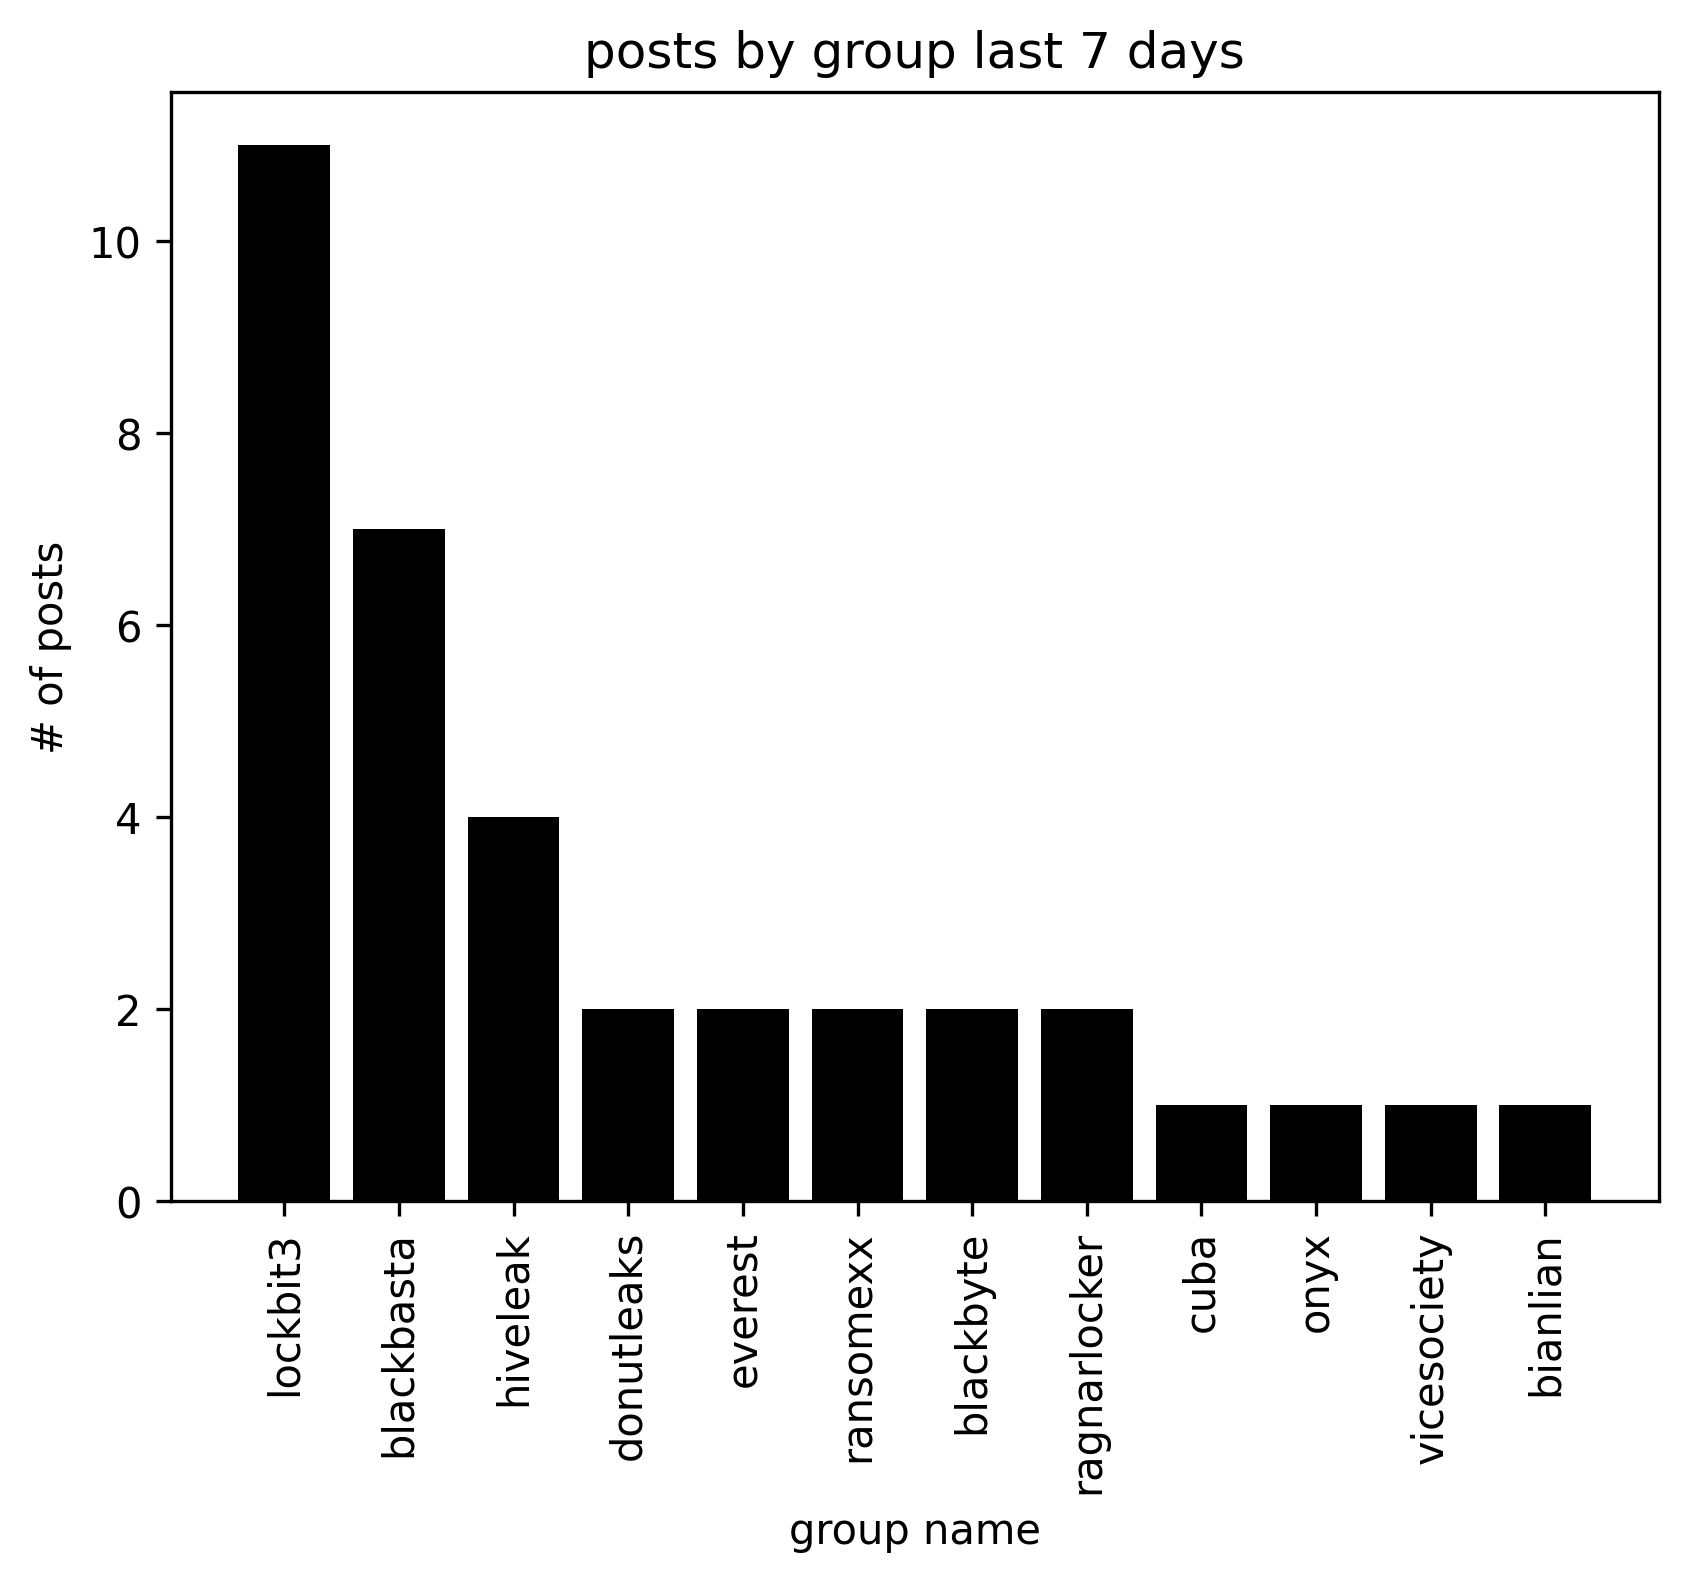 posts by group last 7 days
# of posts
10
8
6
4
2
0
lockbit3
blackbasta
hiveleak
donutleaks
everest
ransomexx
blackbyte
ragnarlocker
cuba
onyx
vicesociety
bianlian
group name